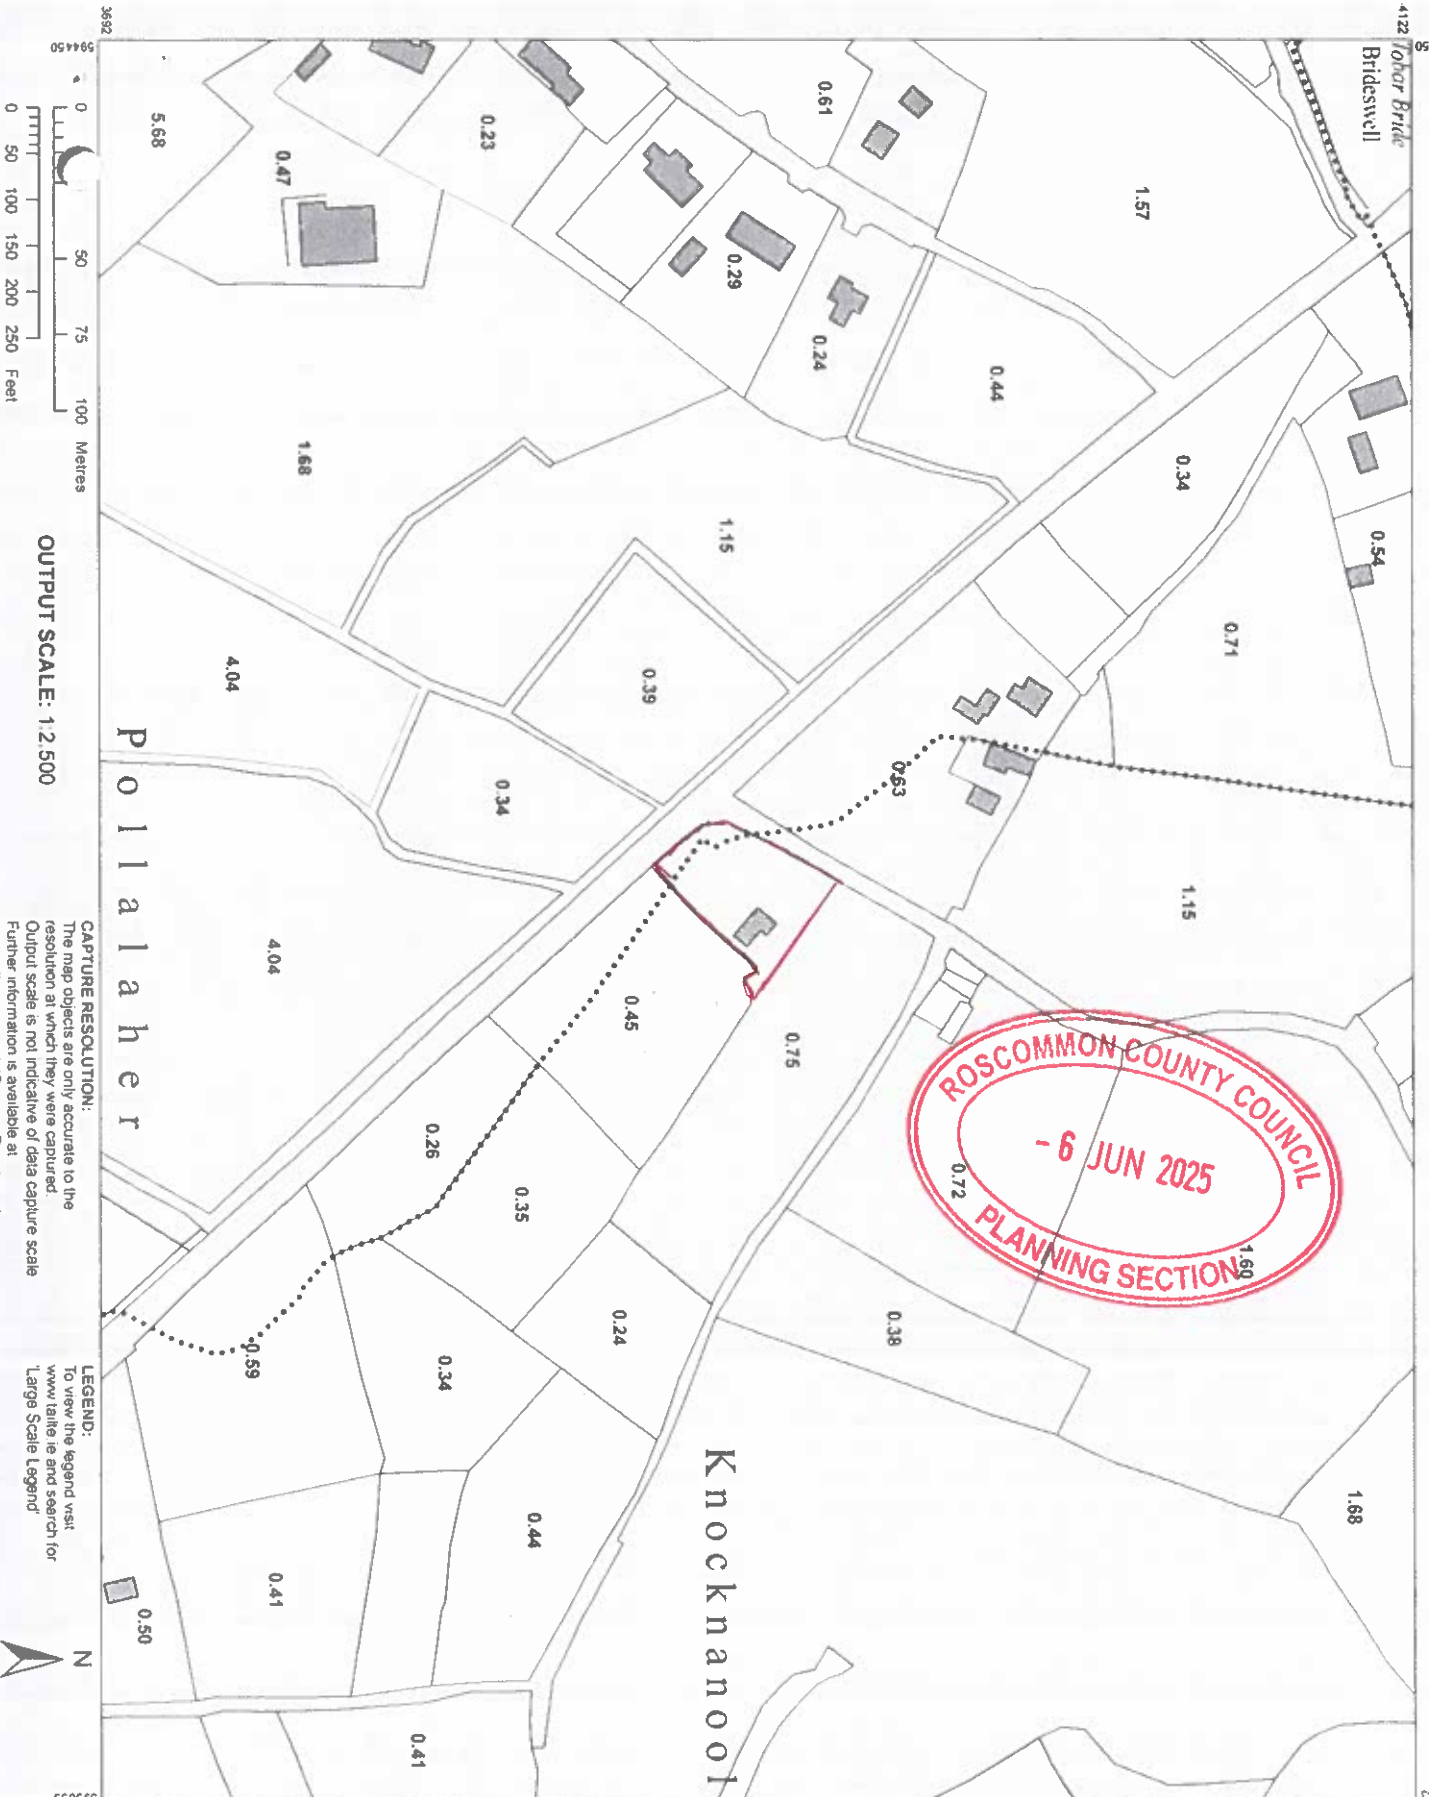 4122
Tobar Bride
Brideswell
3692
1.57
0.61
0.23
5.68
0.47
0.29
0.24
0.44
0.34
0.54
0.71
1.15
1.68
0.39
4.04
0.34
0.63
1.15
4.04
0.45
0.75
0.26
0.35
0.72
1.60
0.38
0.24
0.34
0.59
0.44
1.68
0.41
0.50
0.41
Pollalaher
Knocknanool
ROSCOMMON COUNTY COUNCIL
- 6 JUN 2025
PLANNING SECTION
0 50 75 100 Metres
0 50 100 150 200 250 Feet
OUTPUT SCALE: 1:2,500
CAPTURE RESOLUTION:
The map objects are only accurate to the
resolution at which they were captured.
Output scale is not indicative of data capture scale
Further information is available at
LEGEND:
To view the legend visit
www.tailte.ie and search for
'Large Scale Legend'
N